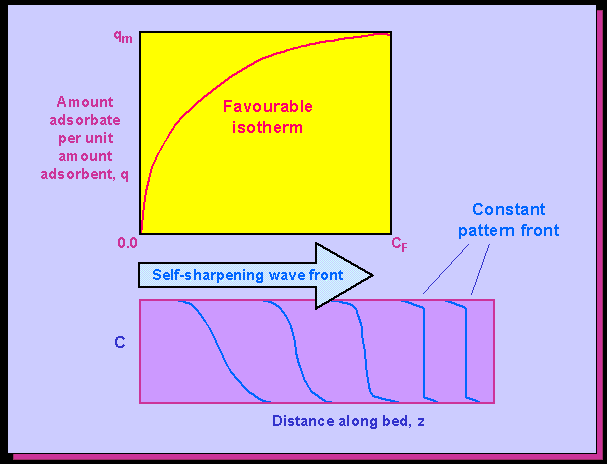 qm
Amount
adsorbate
per unit
amount
adsorbent, q
Favourable
isotherm
0.0
CF
Constant
pattern front
Self-sharpening wave front
C
Distance along bed, z